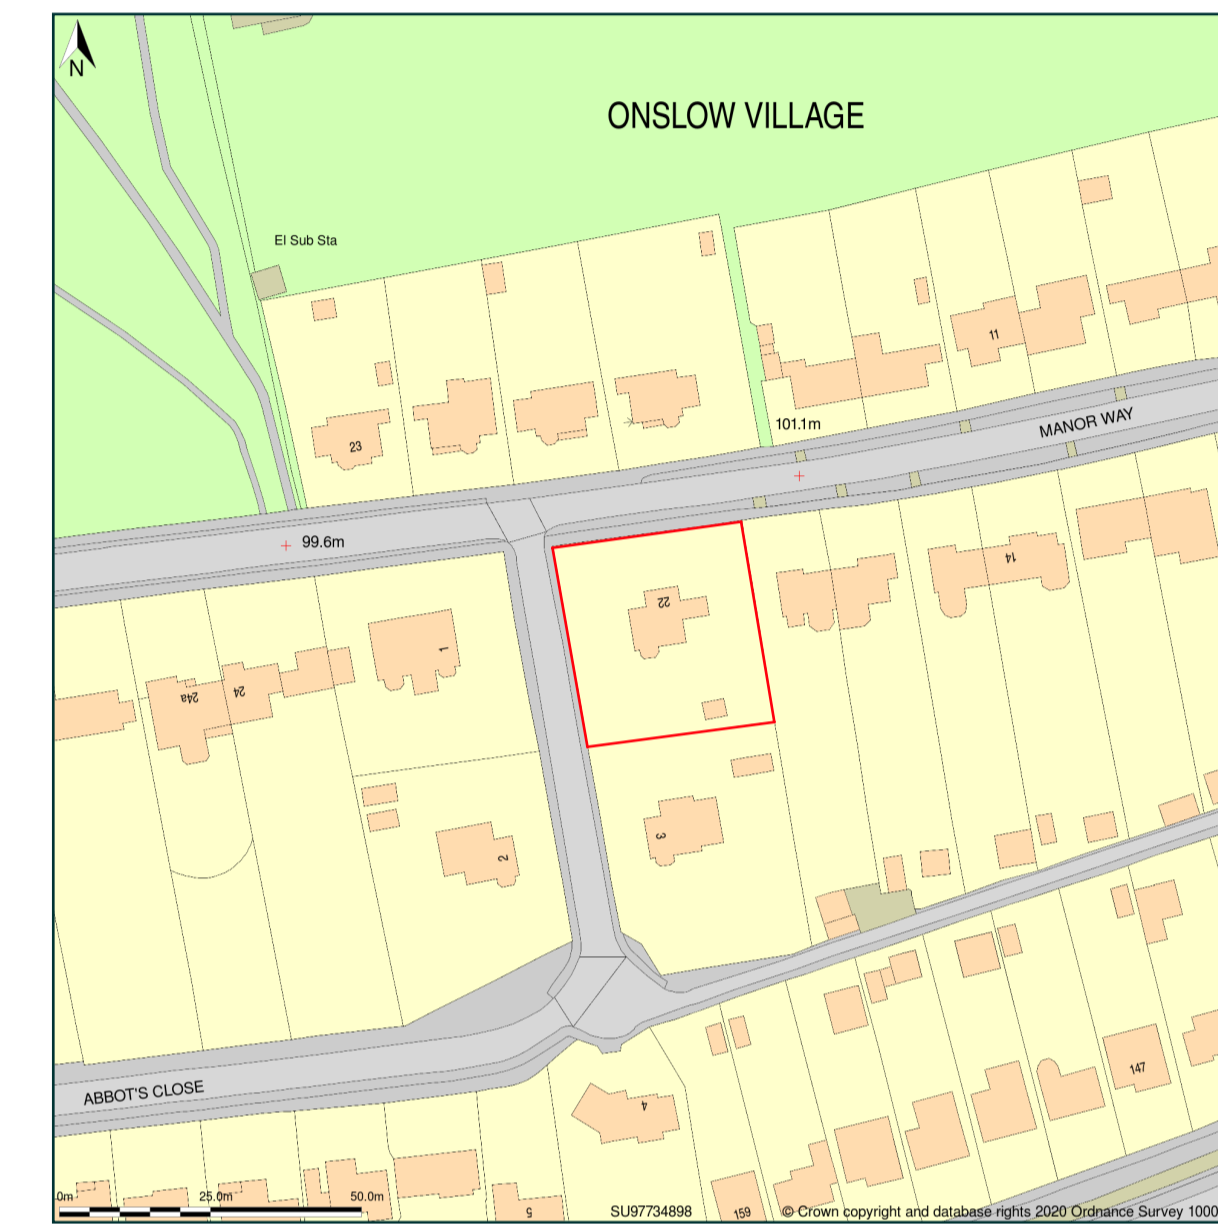 N
ONSLOW VILLAGE
El Sub Sta
11
101.1m
MANOR WAY
23
99.6m
14
22
1
24a
24
3
2
147
ABBOT'S CLOSE
4
0m 25.0m 50.0m
5
SU97734898
159
© Crown copyright and database rights 2020 Ordnance Survey 1000